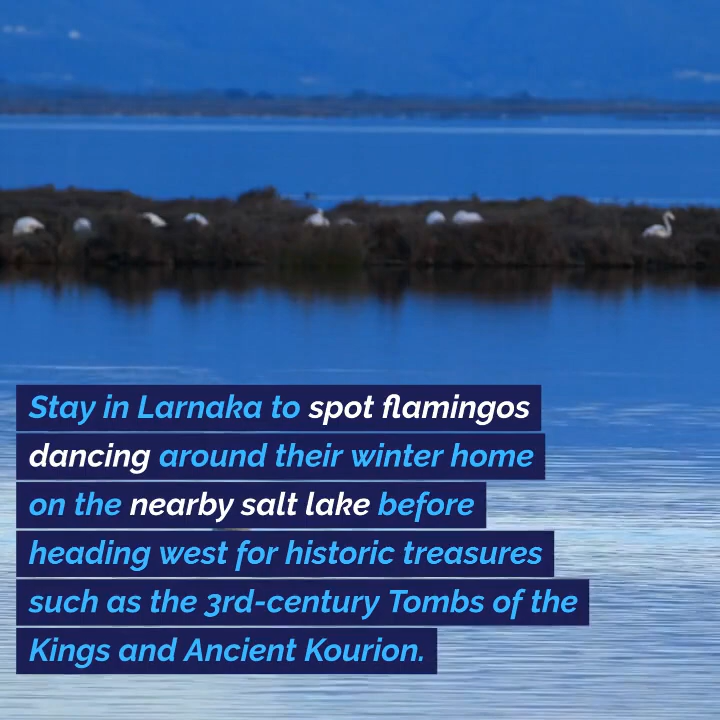 Stay in Larnaka to spot flamingos
dancing around their winter home
on the nearby salt lake before
heading west for historic treasures
such as the 3rd-century Tombs of the
Kings and Ancient Kourion.